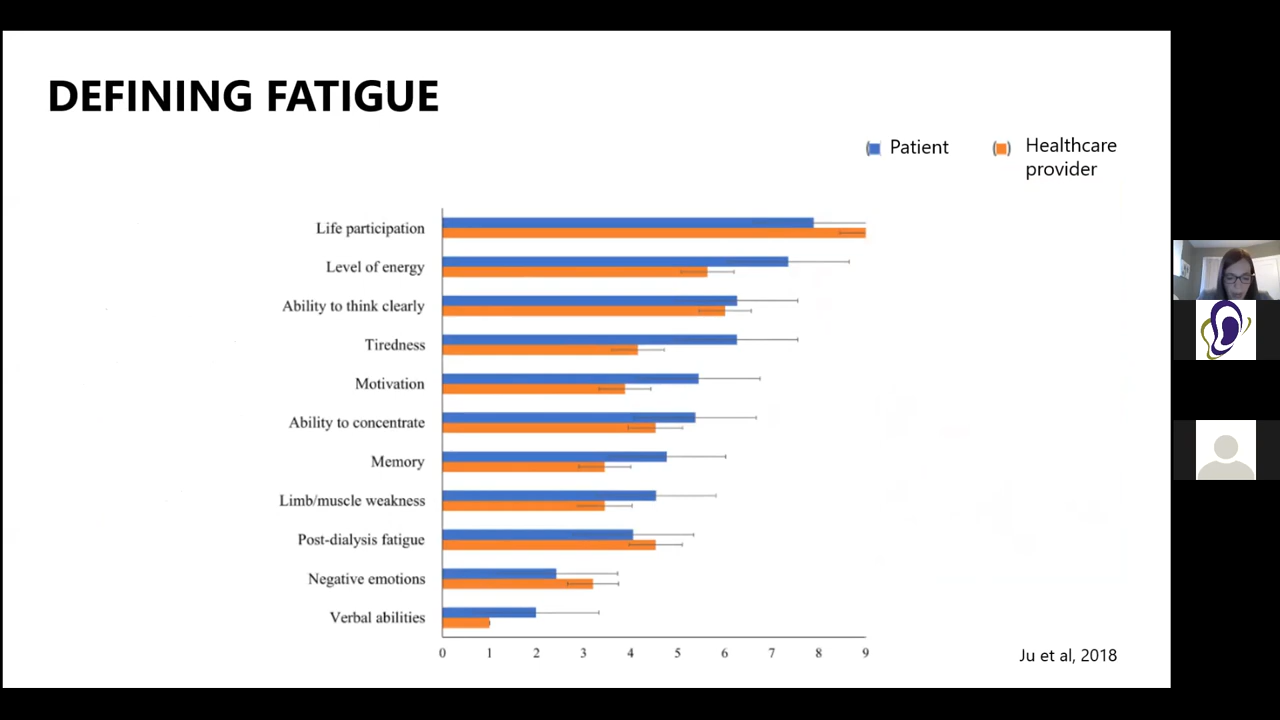 DEFINING FATIGUE
Patient
Healthcare
provider
Life participation
Level of energy
Ability to think clearly
Tiredness
Motivation
Ability to concentrate
Memory
Limb/muscle weakness
Post-dialysis fatigue
Negative emotions
Verbal abilities
0 1 2 3 4 5 6 7 8 9
Ju et al, 2018